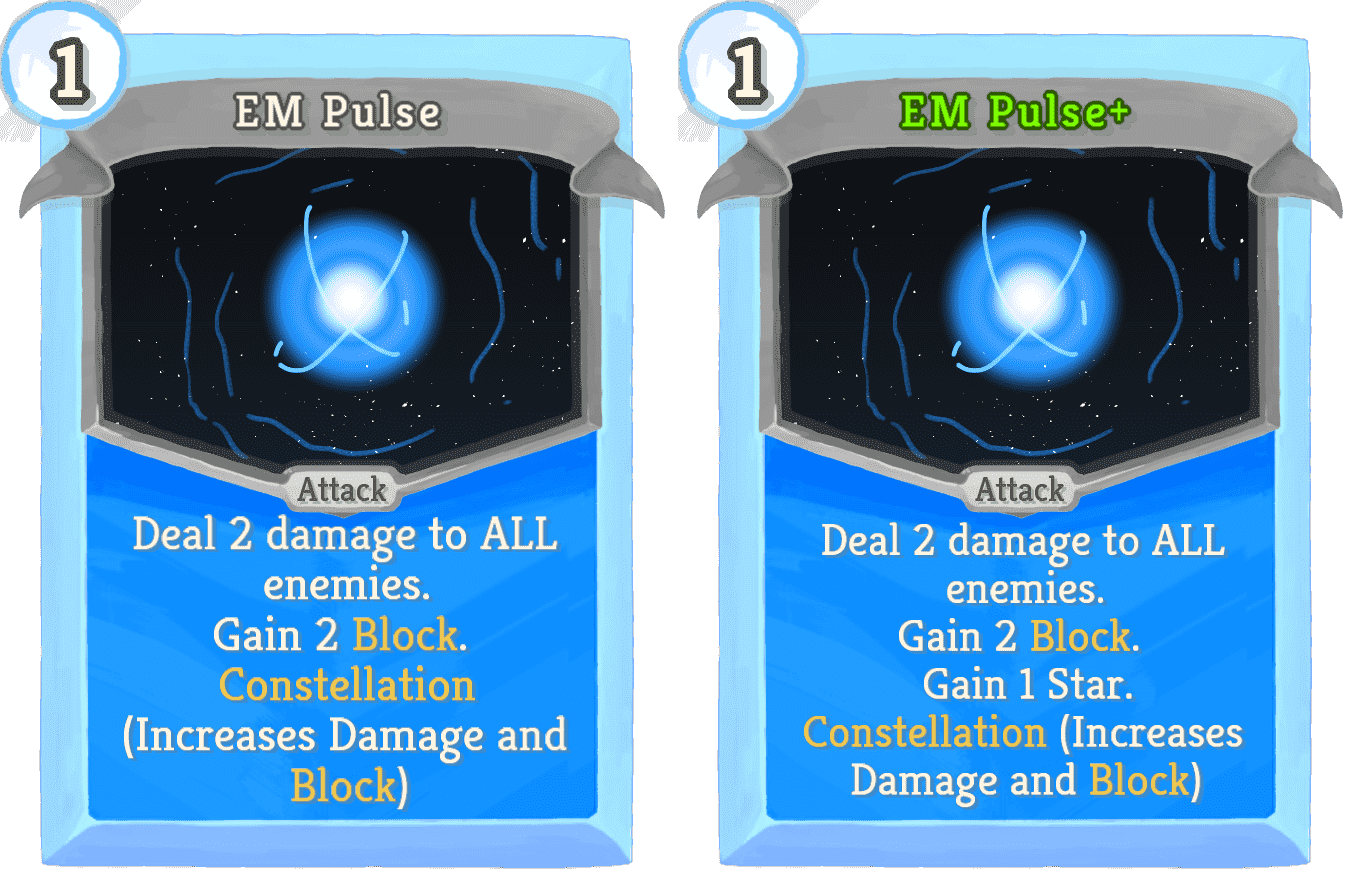 1
EM Pulse
Attack
Deal 2 damage to ALL
enemies.
Gain 2 Block.
Constellation
(Increases Damage and
Block)
1
EM Pulse+
Attack
Deal 2 damage to ALL
enemies.
Gain 2 Block.
Gain 1 Star.
Constellation (Increases
Damage and Block)